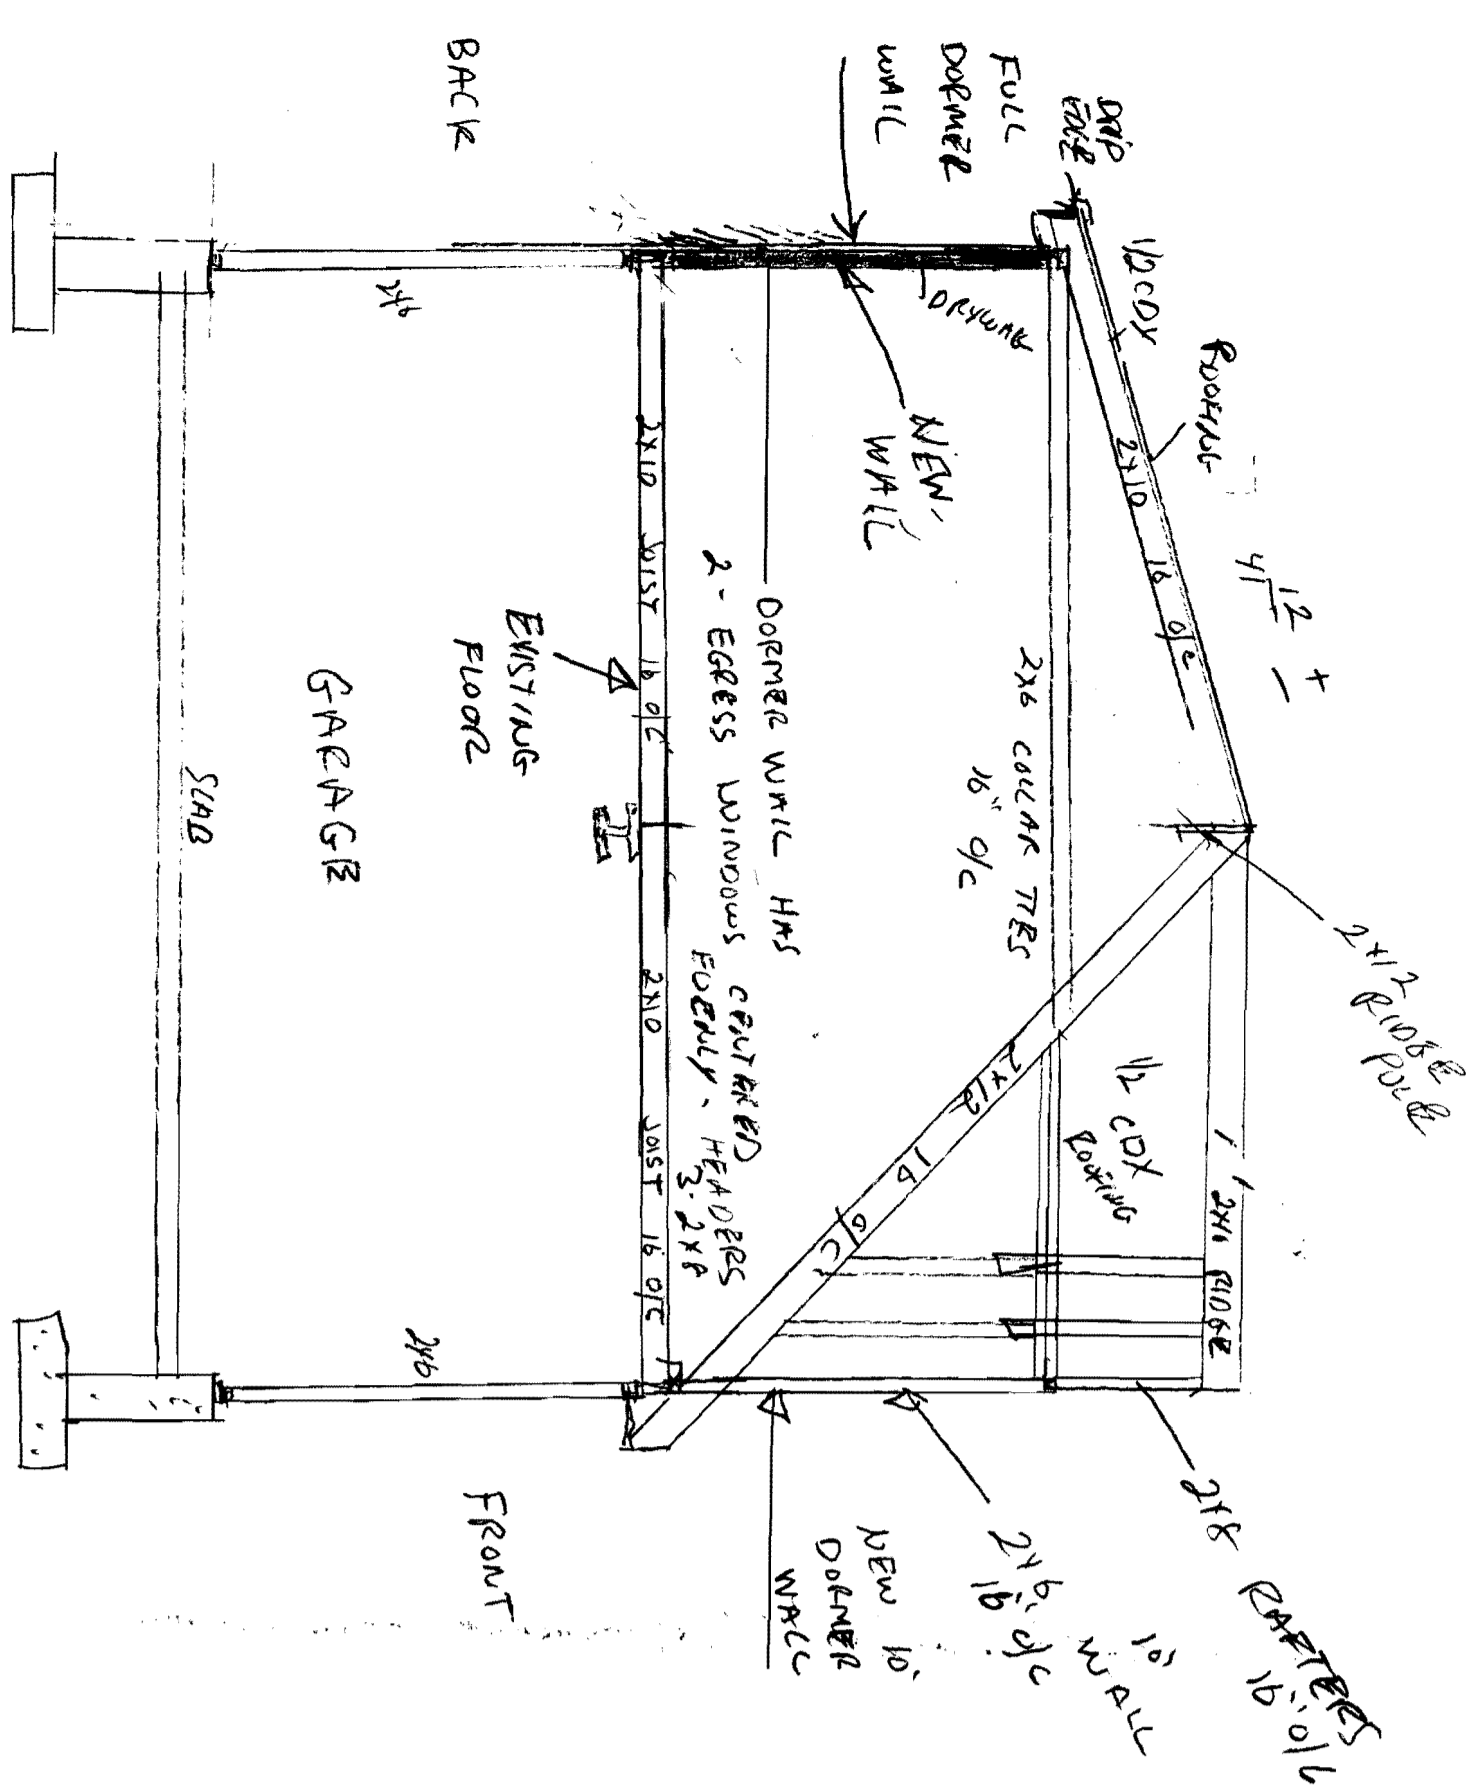 DRIP
EDGE
FULL
DORMER
WALL
BACK
1/2 CDX
ROOFING
2x10 16 o/c
12
4
+
-
2x12
RIDGE
POLE
2x6 COLLAR TIES
16" o/c
DRYWALL
NEW
WALL
DORMER WALL HAS
2 - EGRESS WINDOWS CENTERED
EVENLY - HEADERS
3-2x8
2x10 JOIST 16 o/c
2x10 JOIST 16 o/c
EXISTING
FLOOR
2x6
GARAGE
SLAB
2x6
2x12 16 o/c
1/2 CDX
ROOFING
RIDGE
2x8 RAFTERS
16" o/c
10'
WALL
2x6
16" o/c
NEW 10'
DORMER
WALL
FRONT